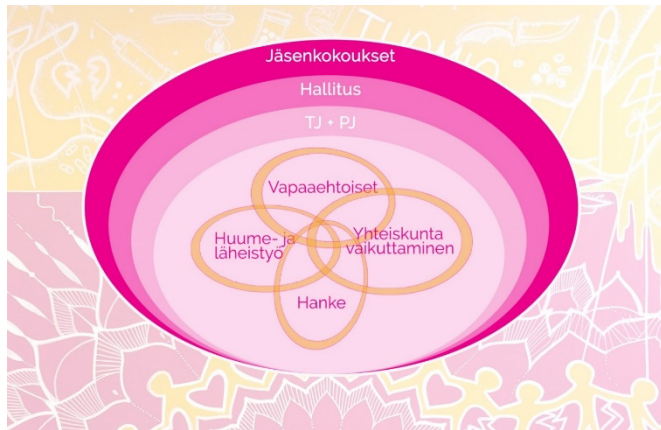 Jäsenkokoukset
Hallitus
TJ + PJ
Vapaaehtoiset
Huume- ja
läheistyö
Yhteiskunta
vaikuttaminen
Hanke